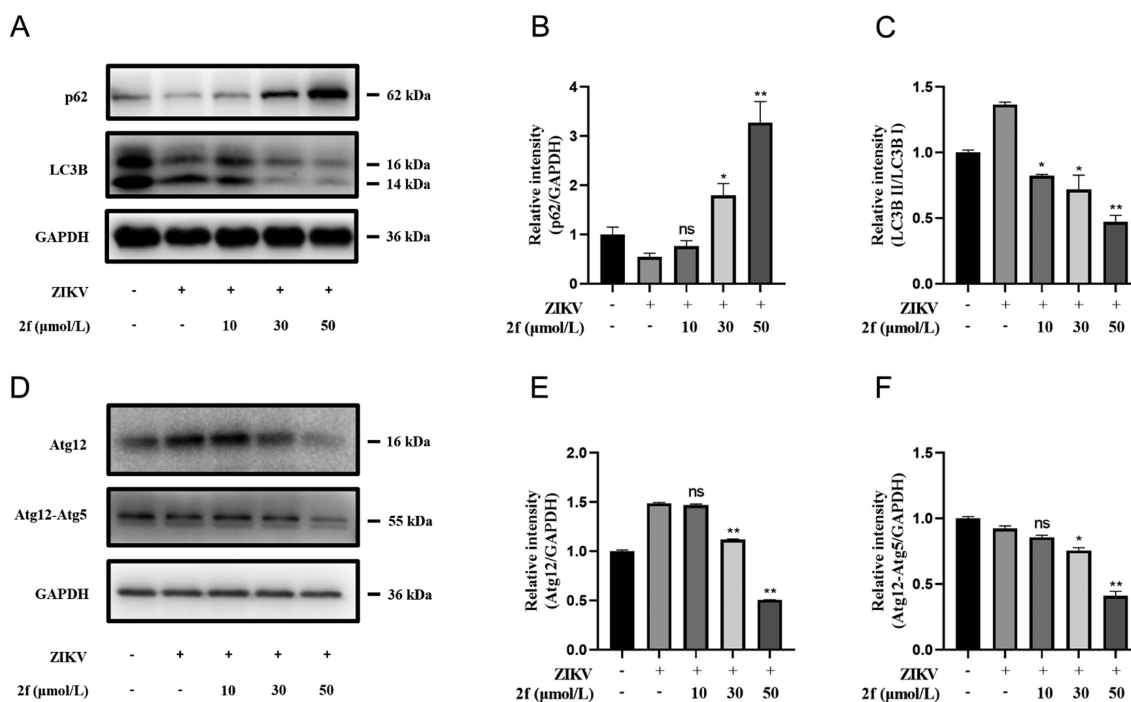 A
p62
62 kDa
LC3B
16 kDa
14 kDa
GAPDH
36 kDa
ZIKV - + + + +
2f (μmol/L) - - 10 30 50
B
Relative intensity
(p62/GAPDH)
4
3
2
1
0
ns
*
**
ZIKV - + + + +
2f (μmol/L) - - 10 30 50
C
Relative intensity
(LC3B II/LC3B I)
1.5
1.0
0.5
0.0
*
*
**
ZIKV - + + + +
2f (μmol/L) - - 10 30 50
D
Atg12
16 kDa
Atg12-Atg5
55 kDa
GAPDH
36 kDa
ZIKV - + + + +
2f (μmol/L) - - 10 30 50
E
Relative intensity
(Atg12/GAPDH)
2.0
1.5
1.0
0.5
0.0
ns
**
**
ZIKV - + + + +
2f (μmol/L) - - 10 30 50
F
Relative intensity
(Atg12-Atg5/GAPDH)
1.5
1.0
0.5
0.0
ns
*
**
ZIKV - + + + +
2f (μmol/L) - - 10 30 50